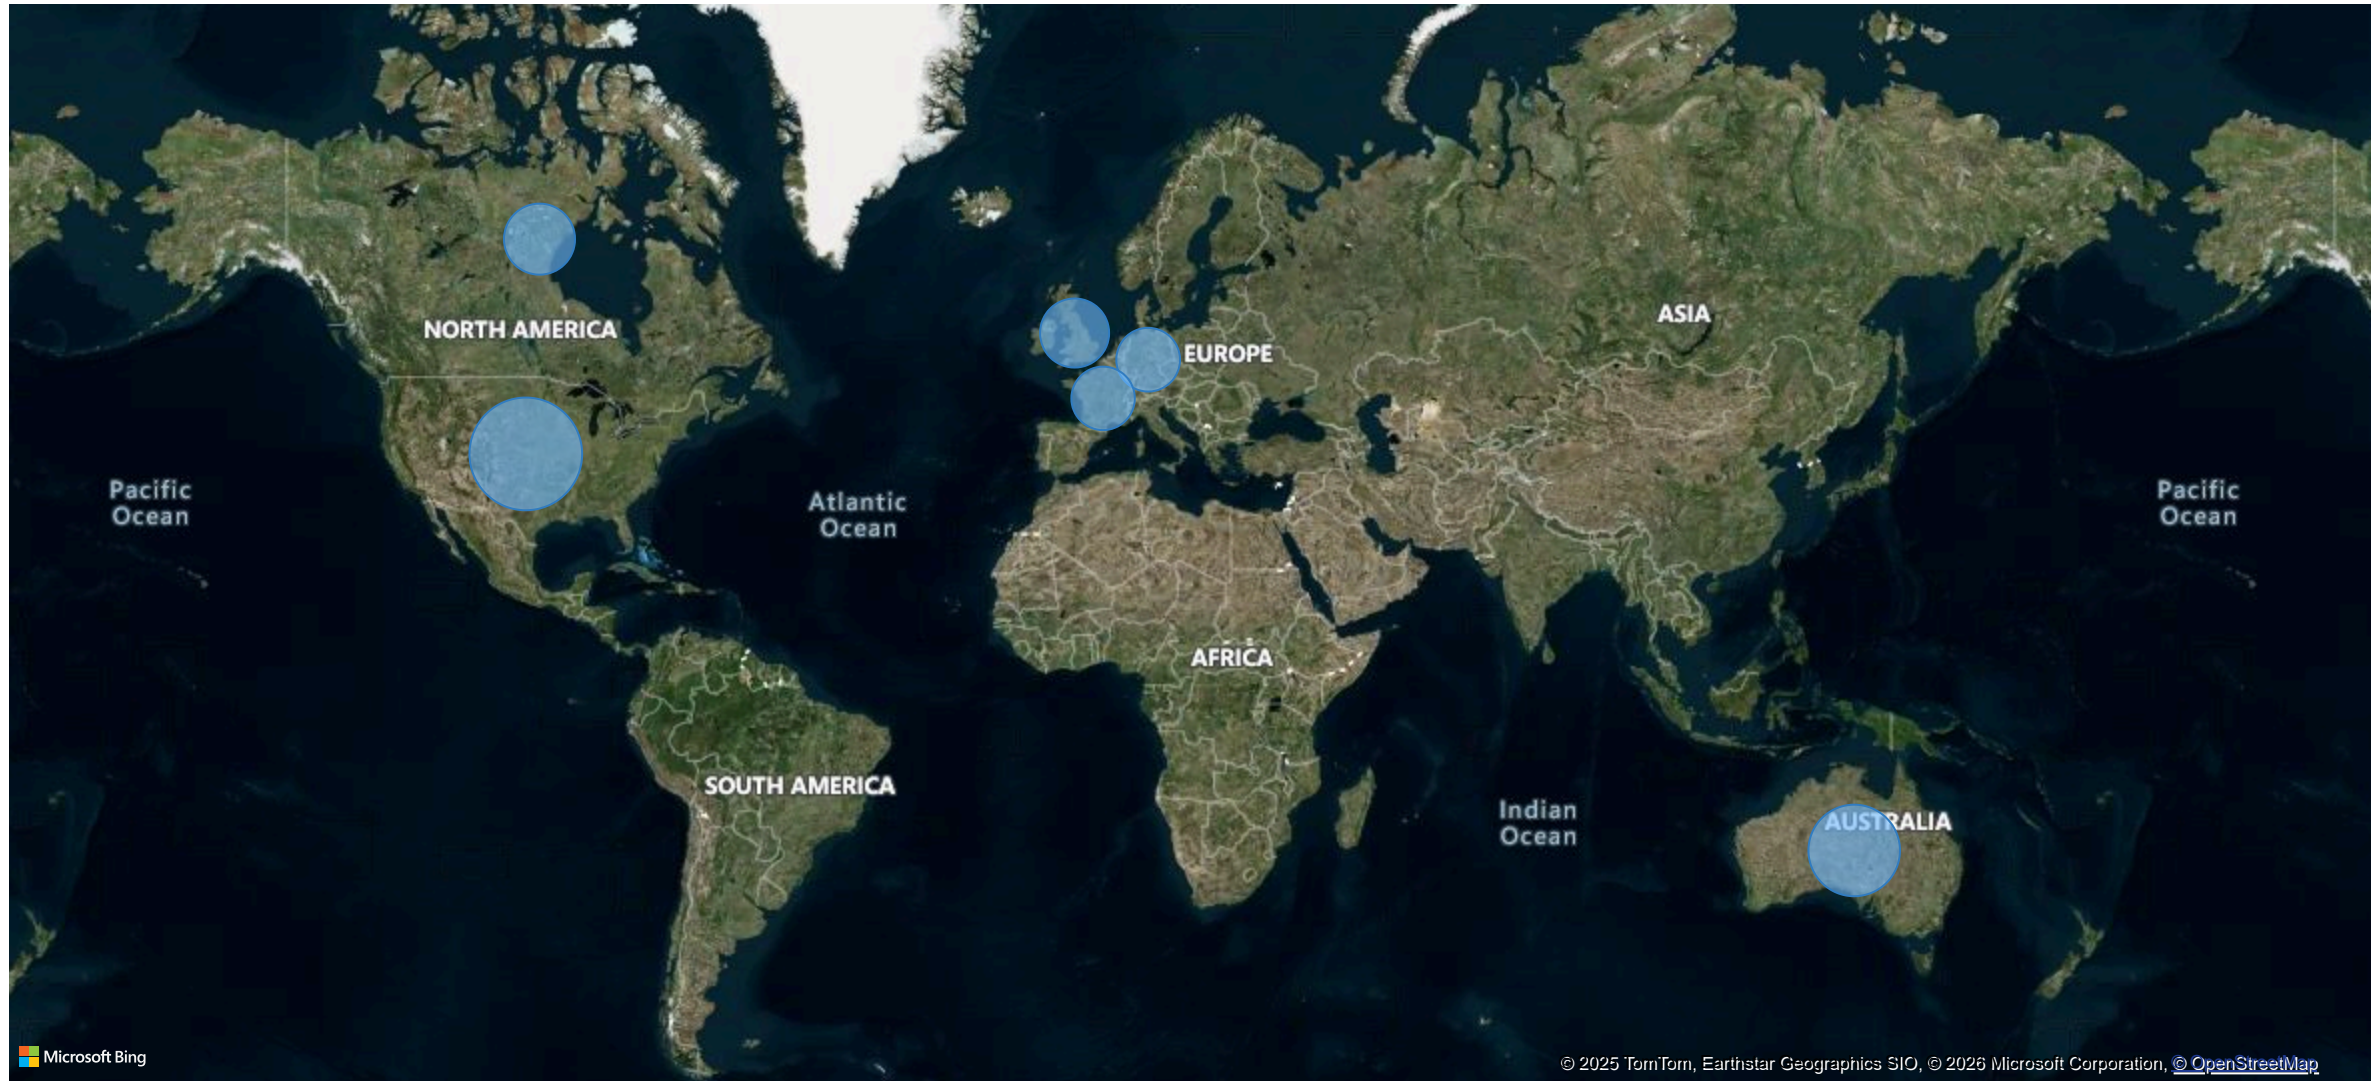 NORTH AMERICA
ASIA
EUROPE
Pacific
Ocean
Atlantic
Ocean
Pacific
Ocean
AFRICA
SOUTH AMERICA
Indian
Ocean
AUSTRALIA
Microsoft Bing
© 2025 TomTom, Earthstar Geographics SIO, © 2026 Microsoft Corporation, © OpenStreetMap